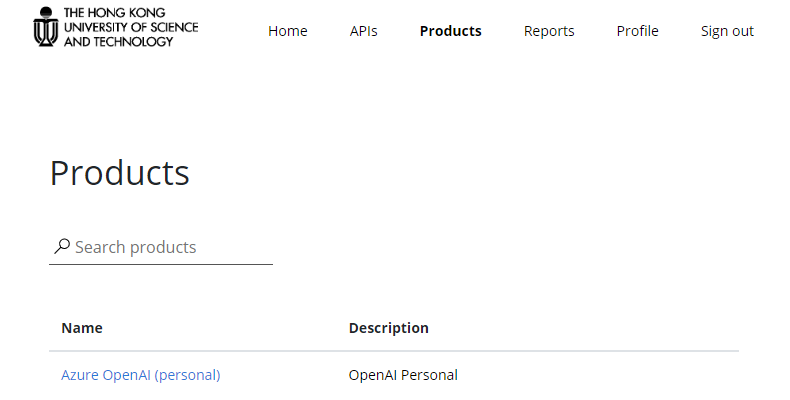 THE HONG KONG
UNIVERSITY OF SCIENCE
AND TECHNOLOGY
Home APIs Products Reports Profile Sign out
Products
Search products
Name Description
Azure OpenAI (personal) OpenAI Personal